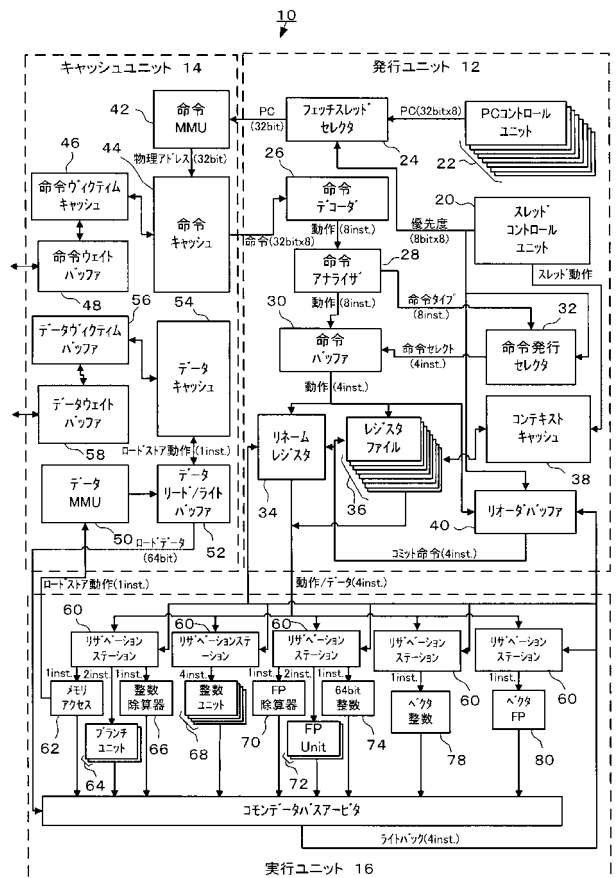 10
キャッシュユニット 14
発行ユニット 12
42
命令
MMU
PC
(32bit)
フェッチスレッド
セレクタ
24
PC(32bitx8)
PCコントロール
ユニット
22
物理アドレス(32bit)
46
44
命令ヴィクティム
キャッシュ
命令
キャッシュ
命令ウェイト
バッファ
48
26
命令
デコーダ
命令(32bitx8)
動作(8inst.)
優先度
(8bitx8)
20
スレッド
コントロール
ユニット
28
命令
アナライザ
動作(8inst.)
命令タイプ
(8inst.)
スレッド動作
30
命令
バッファ
32
命令発行
セレクタ
命令セレクト
(4inst.)
動作(4inst.)
56
54
データヴィクティム
バッファ
データ
キャッシュ
データウェイト
バッファ
58
ロードストア動作(1inst.)
リネーム
レジスタ
34
レジスタ
ファイル
36
コンテキスト
キャッシュ
38
データ
MMU
50
データ
リード/ライト
バッファ
52
40
リオーダバッファ
ロードデータ
(64bit)
コミット命令(4inst.)
ロードストア動作(1inst.)
動作/データ(4inst.)
60
リザベーション
ステーション
60
リザベーションステ
ーション
60
リザベーション
ステーション
リザベーション
ステーション
60
リザベーション
ステーション
60
1inst.
2inst.
1inst.
4inst.
1inst.
2inst.
1inst.
1inst.
1inst.
メモリ
アクセス
62
ブランチ
ユニット
64
整数
除算器
66
整数
ユニット
68
FP
除算器
70
FP
Unit
72
64bit
整数
74
ベクタ
整数
78
ベクタ
FP
80
コモンデータバスアービタ
ライトバック(4inst.)
実行ユニット 16